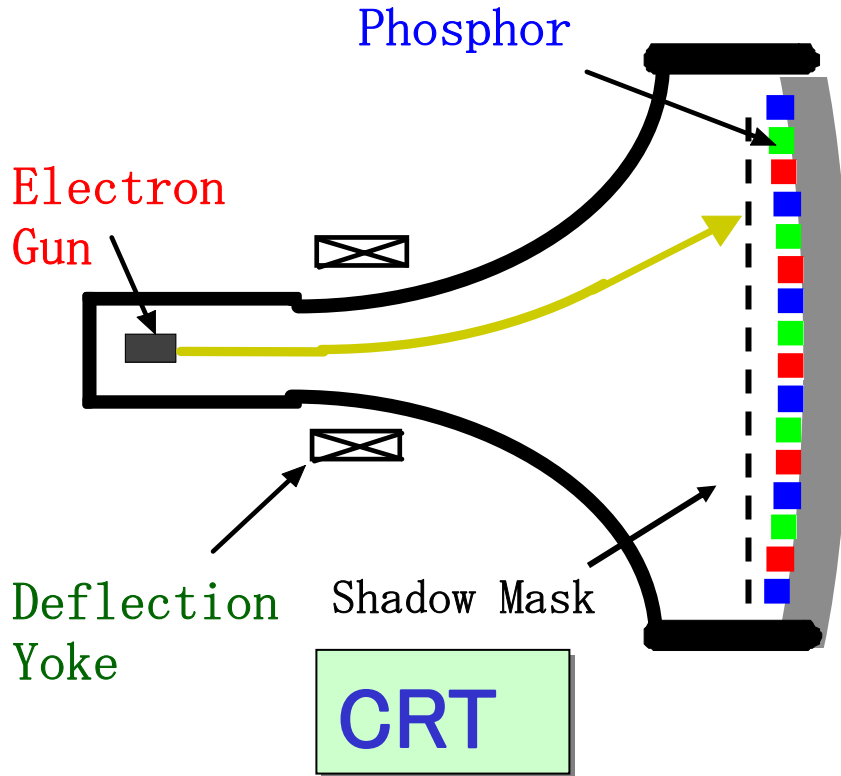 Phosphor
Electron
Gun
Deflection
Yoke
Shadow Mask
CRT